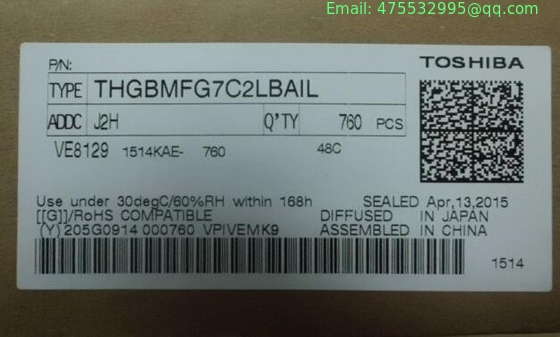 Email: 475532995@qq.com
P/N:
TOSHIBA
TYPE THGBMFG7C2LBAIL
ADDC J2H Q'TY 760 PCS
VE8129 1514KAE- 760 48C
Use under 30degC/60%RH within 168h SEALED Apr,13,2015
[[G]]/RoHS COMPATIBLE DIFFUSED IN JAPAN
(Y)205G0914 000760 VPIVEMK9 ASSEMBLED IN CHINA
1514